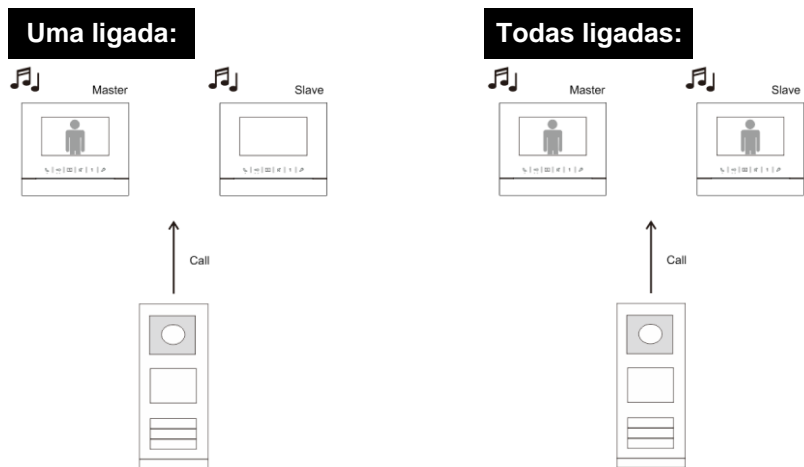 Uma ligada:
Todas ligadas:
Master
Slave
Master
Slave
Call
Call